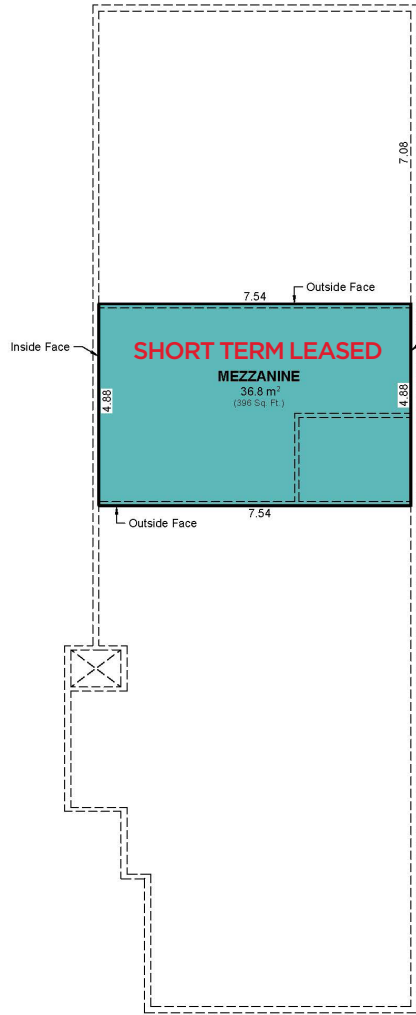 7.08
7.54
Outside Face
Inside Face
SHORT TERM LEASED
MEZZANINE
36.8 m²
(396 Sq. Ft.)
4.88
4.88
7.54
Outside Face